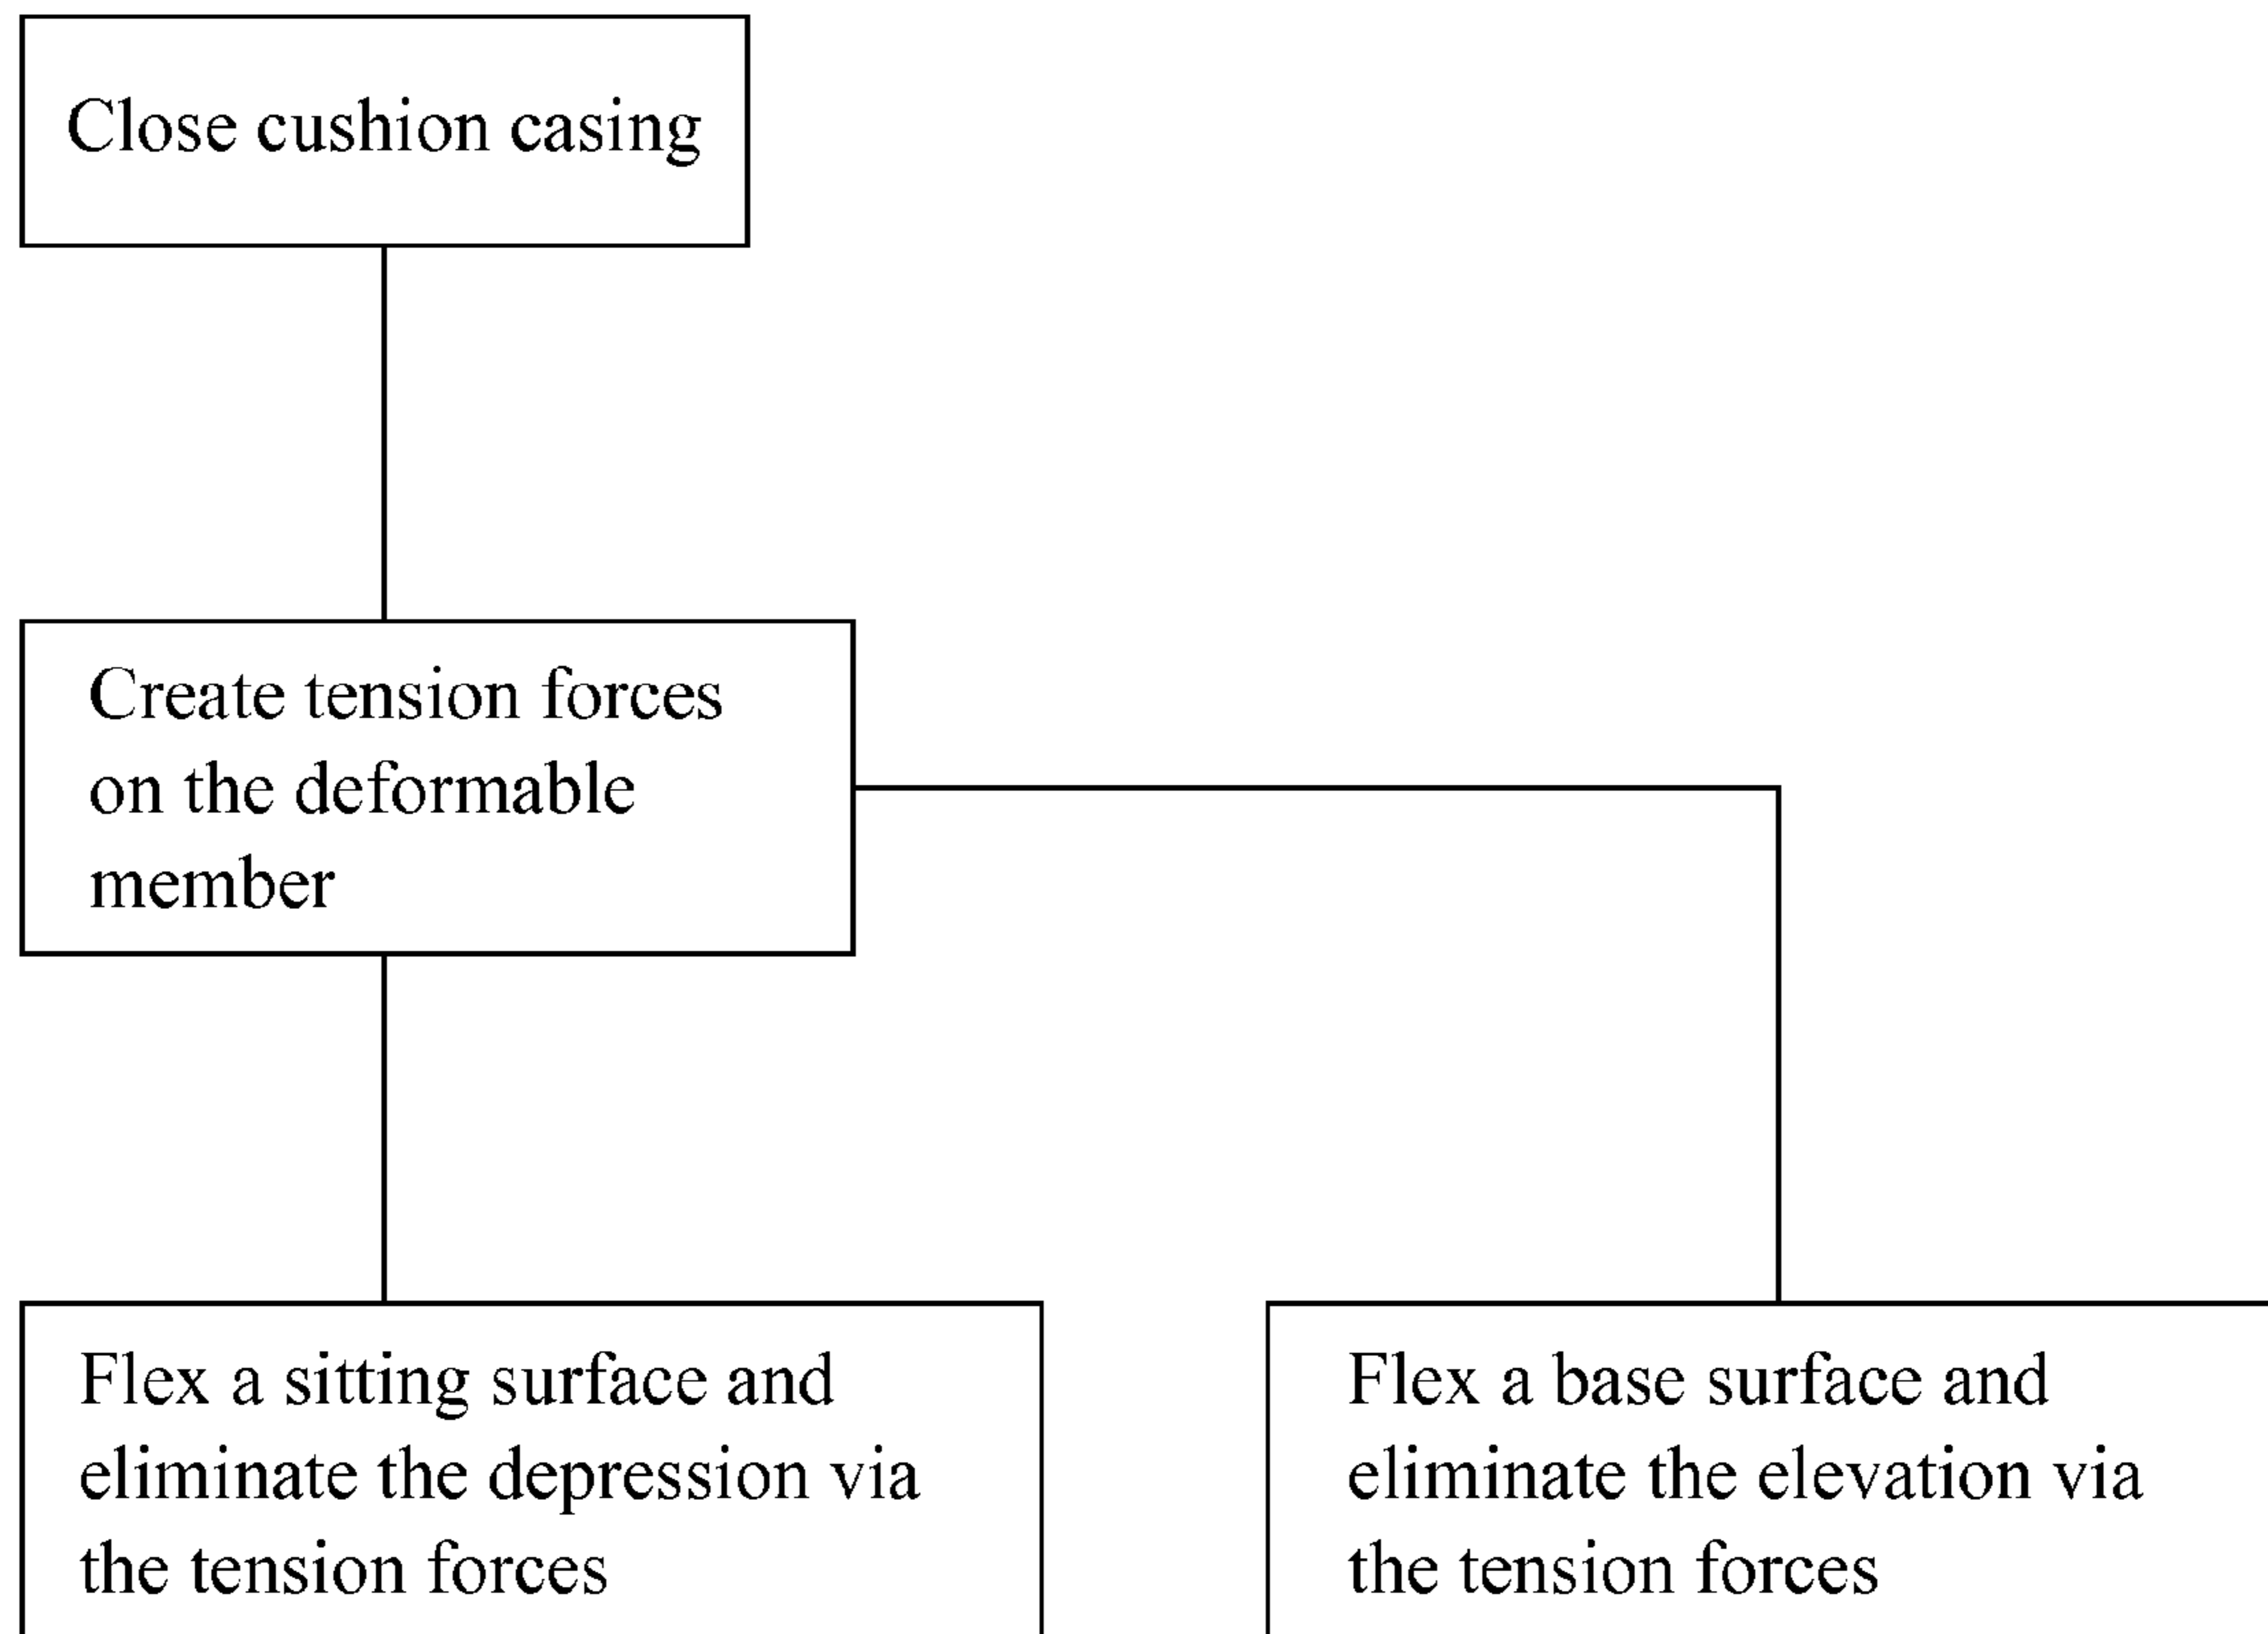 Close cushion casing
Create tension forces
on the deformable
member
Flex a sitting surface and
eliminate the depression via
the tension forces
Flex a base surface and
eliminate the elevation via
the tension forces